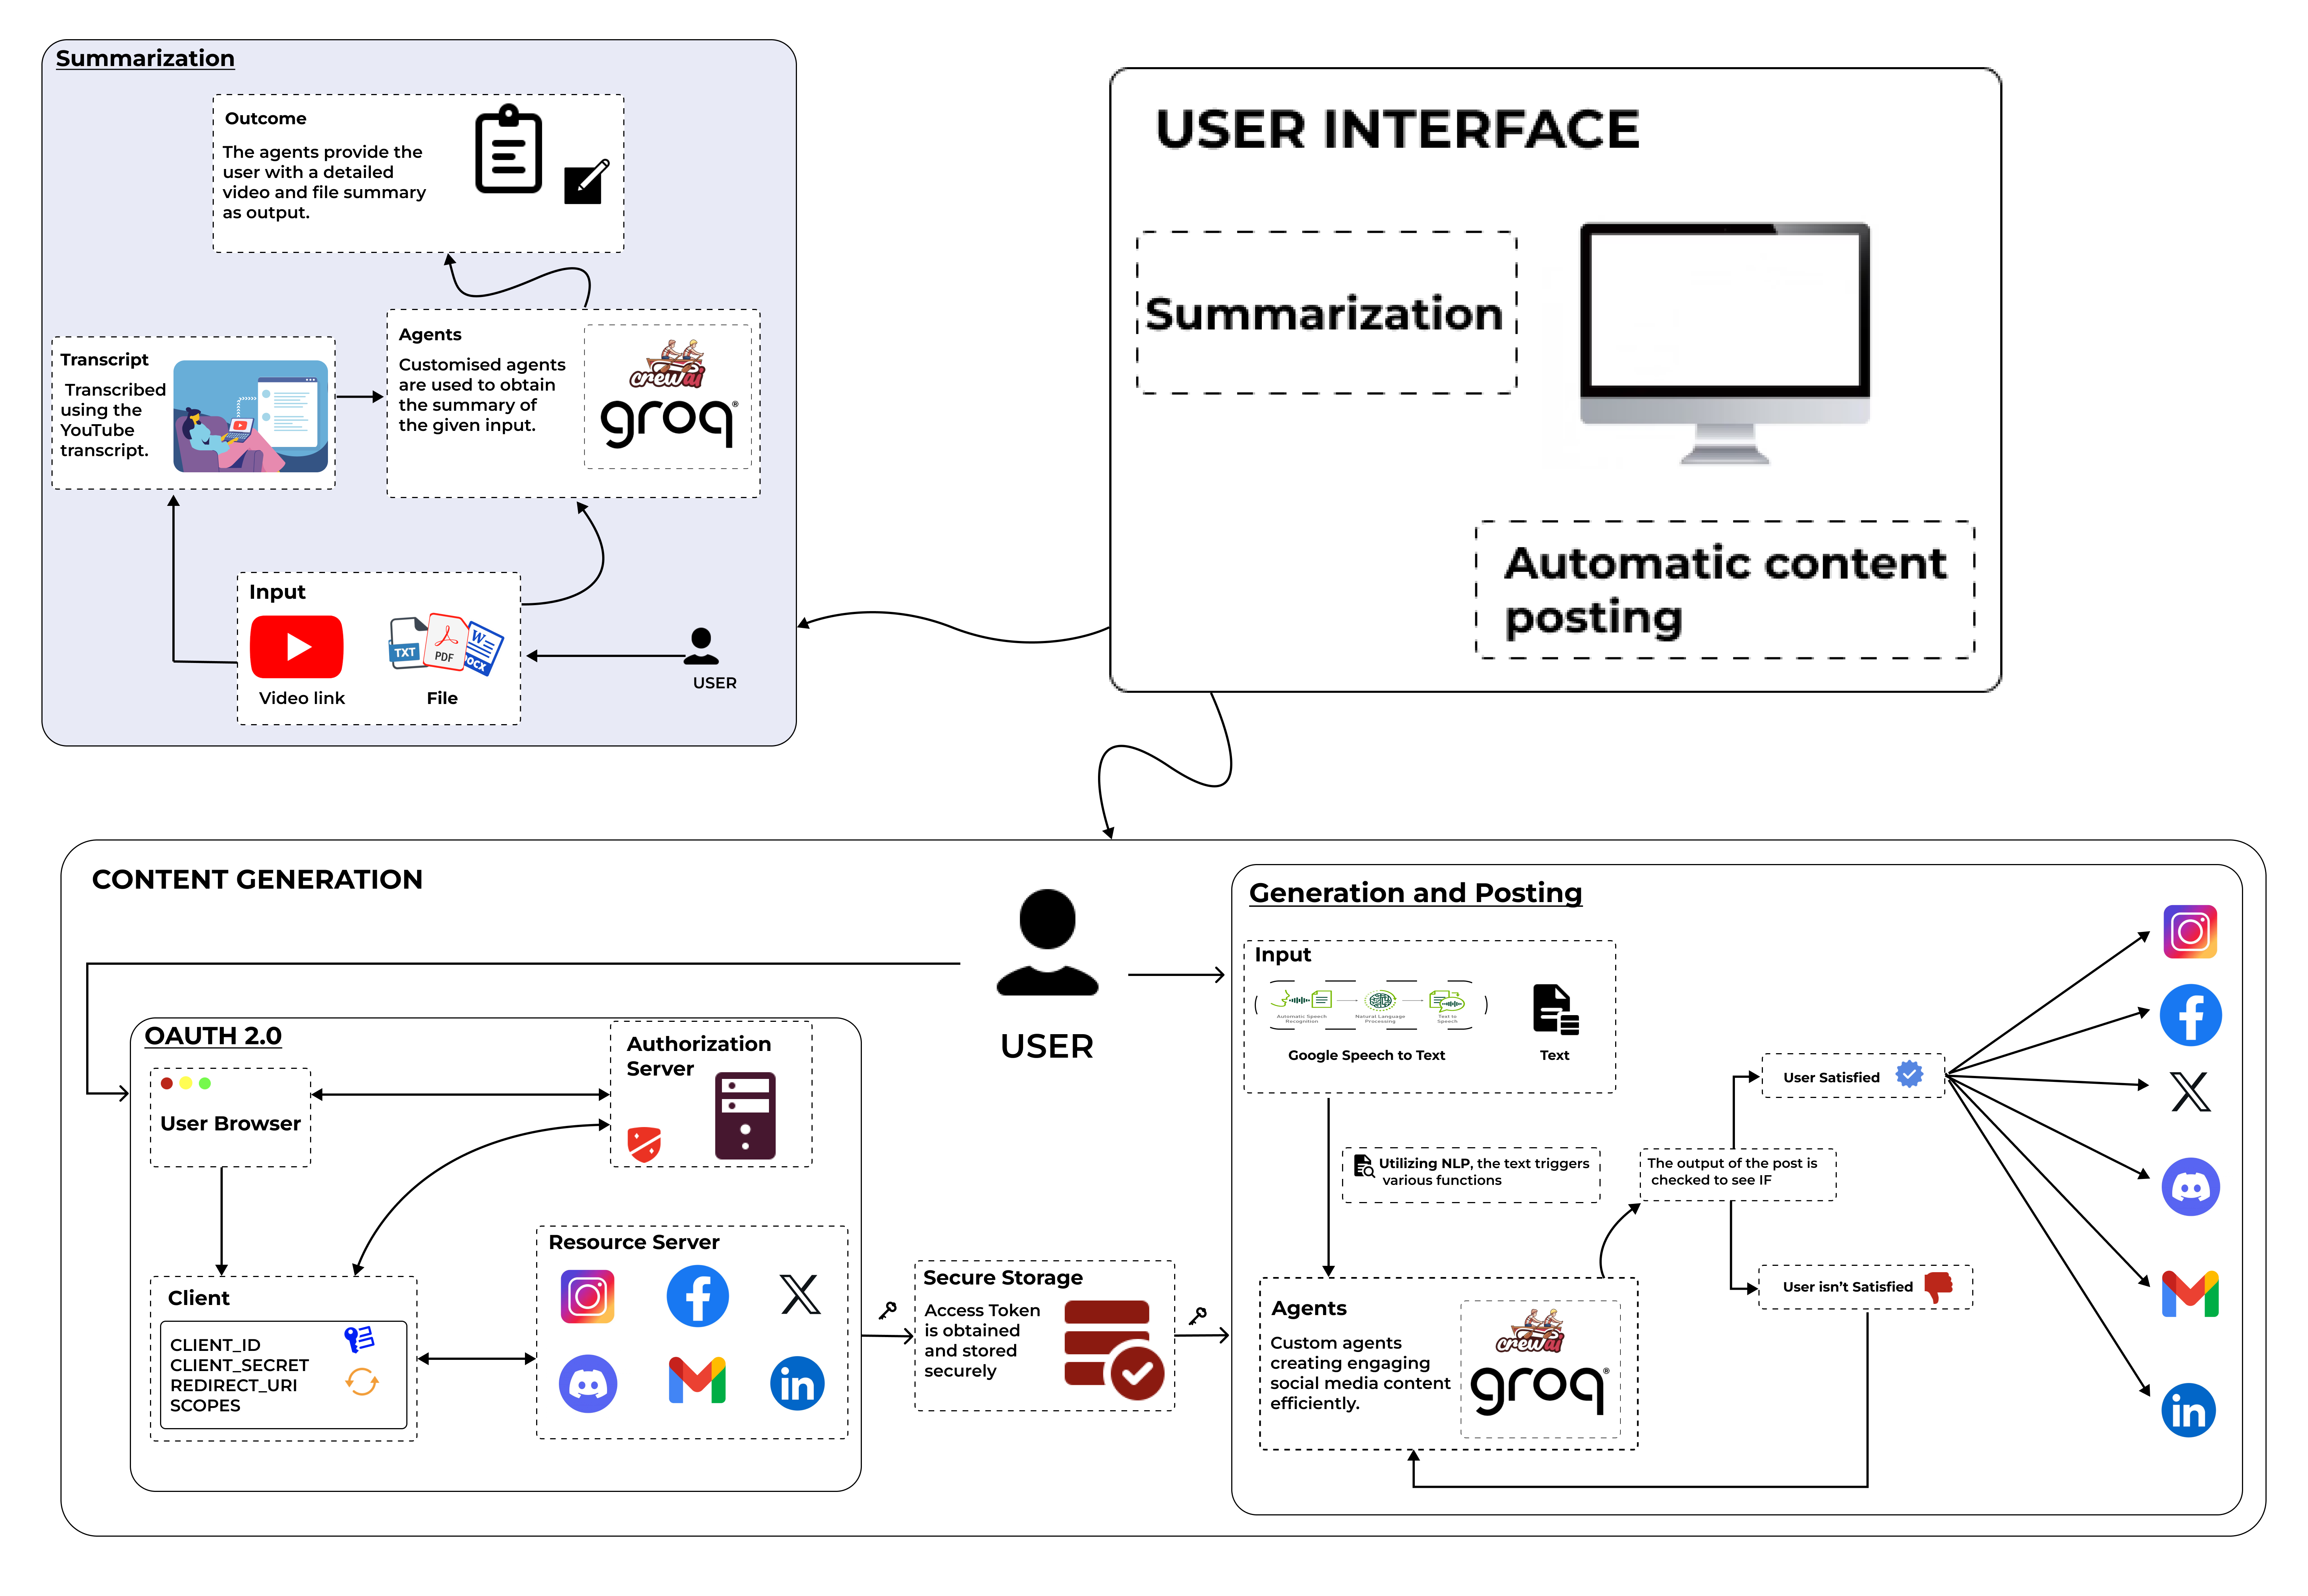 Summarization
Outcome
The agents provide the
user with a detailed
video and file summary
as output.
Transcript
Transcribed
using the
YouTube
transcript.
Agents
Customised agents
are used to obtain
the summary of
the given input.
crewai
groq®
Input
TXT
PDF
W
OCX
Video link
File
USER
USER INTERFACE
Summarization
Automatic content
posting
CONTENT GENERATION
USER
OAUTH 2.0
User Browser
Authorization
Server
Client
CLIENT_ID
CLIENT_SECRET
REDIRECT_URI
SCOPES
Resource Server
f
X
in
Secure Storage
Access Token
is obtained
and stored
securely
Generation and Posting
Input
Automatic Speech
Recognition
Natural Language
Processing
Text to
Speech
Google Speech to Text
Text
Utilizing NLP, the text triggers
various functions
Agents
Custom agents
creating engaging
social media content
efficiently.
crewai
groq®
The output of the post is
checked to see IF
User Satisfied
User isn't Satisfied
f
X
in